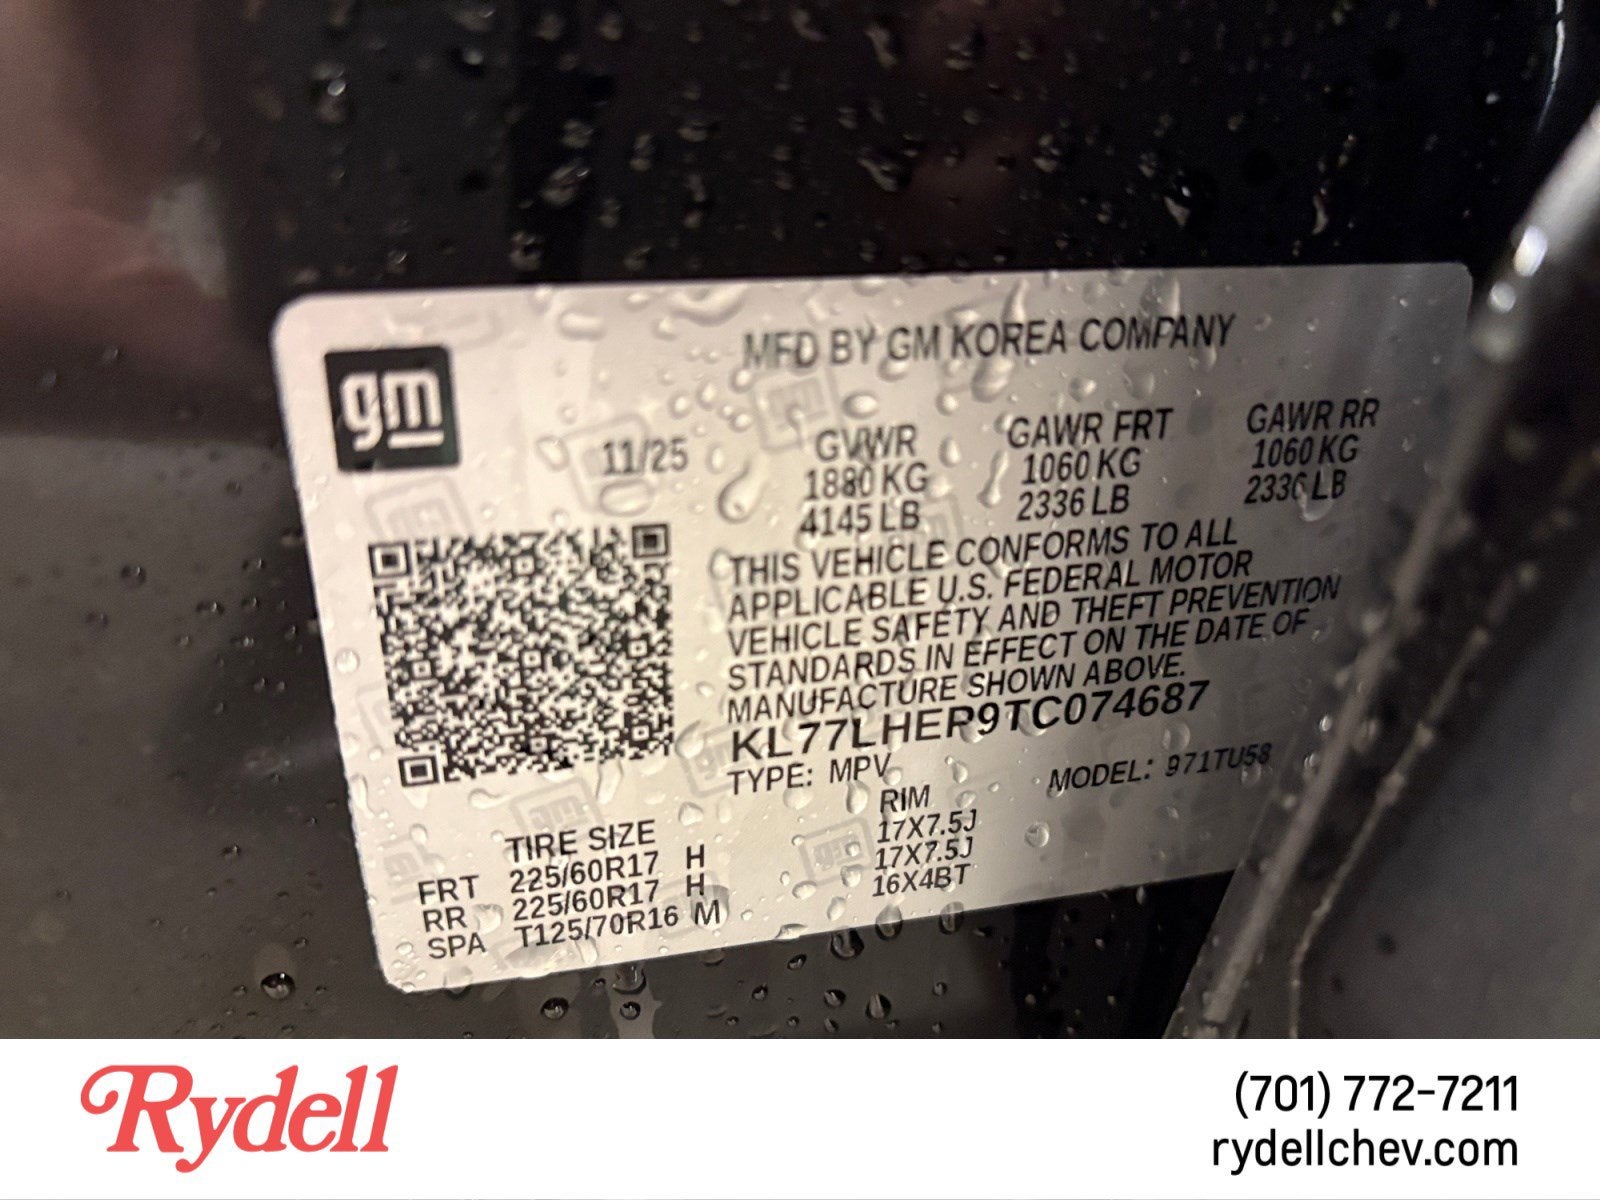 gm
MFD BY GM KOREA COMPANY
11/25
GVWR GAWR FRT GAWR RR
1880 KG 1060 KG 1060 KG
4145 LB 2336 LB 2336 LB
THIS VEHICLE CONFORMS TO ALL
APPLICABLE U.S. FEDERAL MOTOR
VEHICLE SAFETY AND THEFT PREVENTION
STANDARDS IN EFFECT ON THE DATE OF
MANUFACTURE SHOWN ABOVE.
KL77LHEP9TC074687
TYPE: MPV MODEL: 971TU58
TIRE SIZE RIM
FRT 225/60R17 H 17X7.5J
RR 225/60R17 H 17X7.5J
SPA T125/70R16 M 16X4BT
Rydell
(701) 772-7211
rydellchev.com